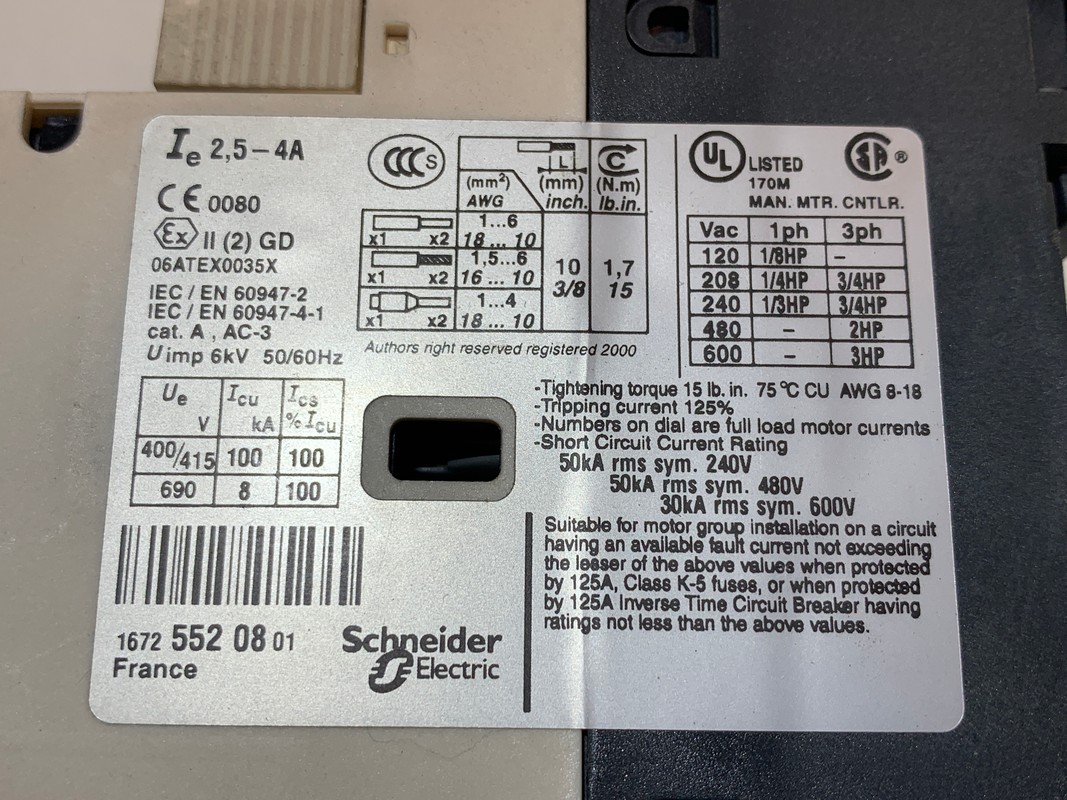 Ie 2,5-4A
CE 0080
Ex II (2) GD
06ATEX0035X
IEC / EN 60947-2
IEC / EN 60947-4-1
cat. A , AC-3
U imp 6kV 50/60Hz
Ue V Icu kA Ics % Icu
400/415 100 100
690 8 100
1672 552 08 01
France
CCC S
L C
(mm²) (mm) (N.m)
AWG inch. lb.in.
x1 x2 1...6
18 ... 10
x1 x2 1,5...6
16 ... 10
x1 x2 1...4
18 ... 10
10 1,7
3/8 15
Authors right reserved registered 2000
Schneider
Electric
UL LISTED SA ®
170M
MAN. MTR. CNTLR.
Vac 1ph 3ph
120 1/8HP –
208 1/4HP 3/4HP
240 1/3HP 3/4HP
480 – 2HP
600 – 3HP
-Tightening torque 15 lb. in. 75°C CU AWG 8-18
-Tripping current 125%
-Numbers on dial are full load motor currents
-Short Circuit Current Rating
50kA rms sym. 240V
50kA rms sym. 480V
30kA rms sym. 600V
Suitable for motor group installation on a circuit
having an available fault current not exceeding
the lesser of the above values when protected
by 125A, Class K-5 fuses, or when protected
by 125A Inverse Time Circuit Breaker having
ratings not less than the above values.